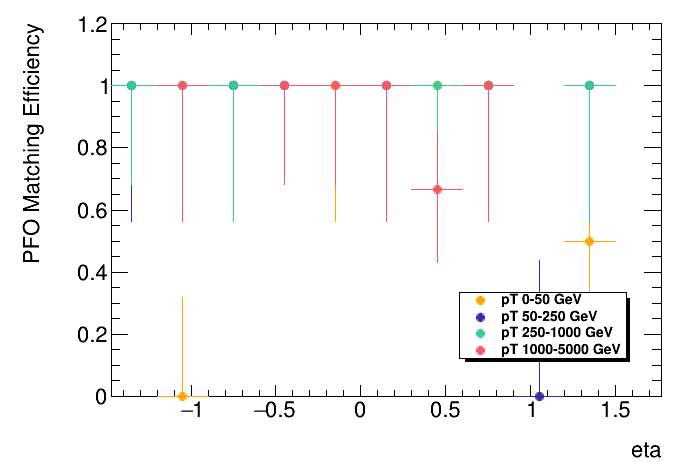 PFO Matching Efficiency
1.2
1
0.8
0.6
0.4
0.2
0
−1
−0.5
0
0.5
1
1.5
eta
pT 0-50 GeV
pT 50-250 GeV
pT 250-1000 GeV
pT 1000-5000 GeV